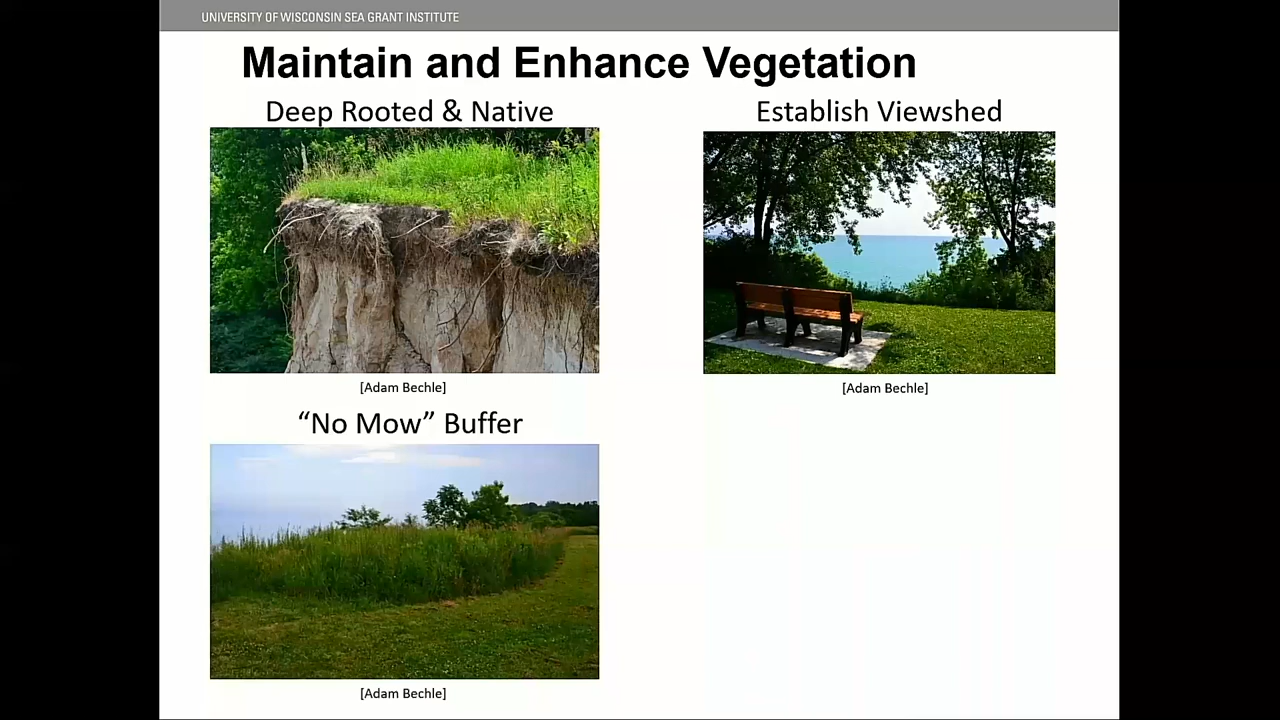 UNIVERSITY OF WISCONSIN SEA GRANT INSTITUTE
Maintain and Enhance Vegetation
Deep Rooted & Native
Establish Viewshed
[Adam Bechle]
[Adam Bechle]
“No Mow” Buffer
[Adam Bechle]